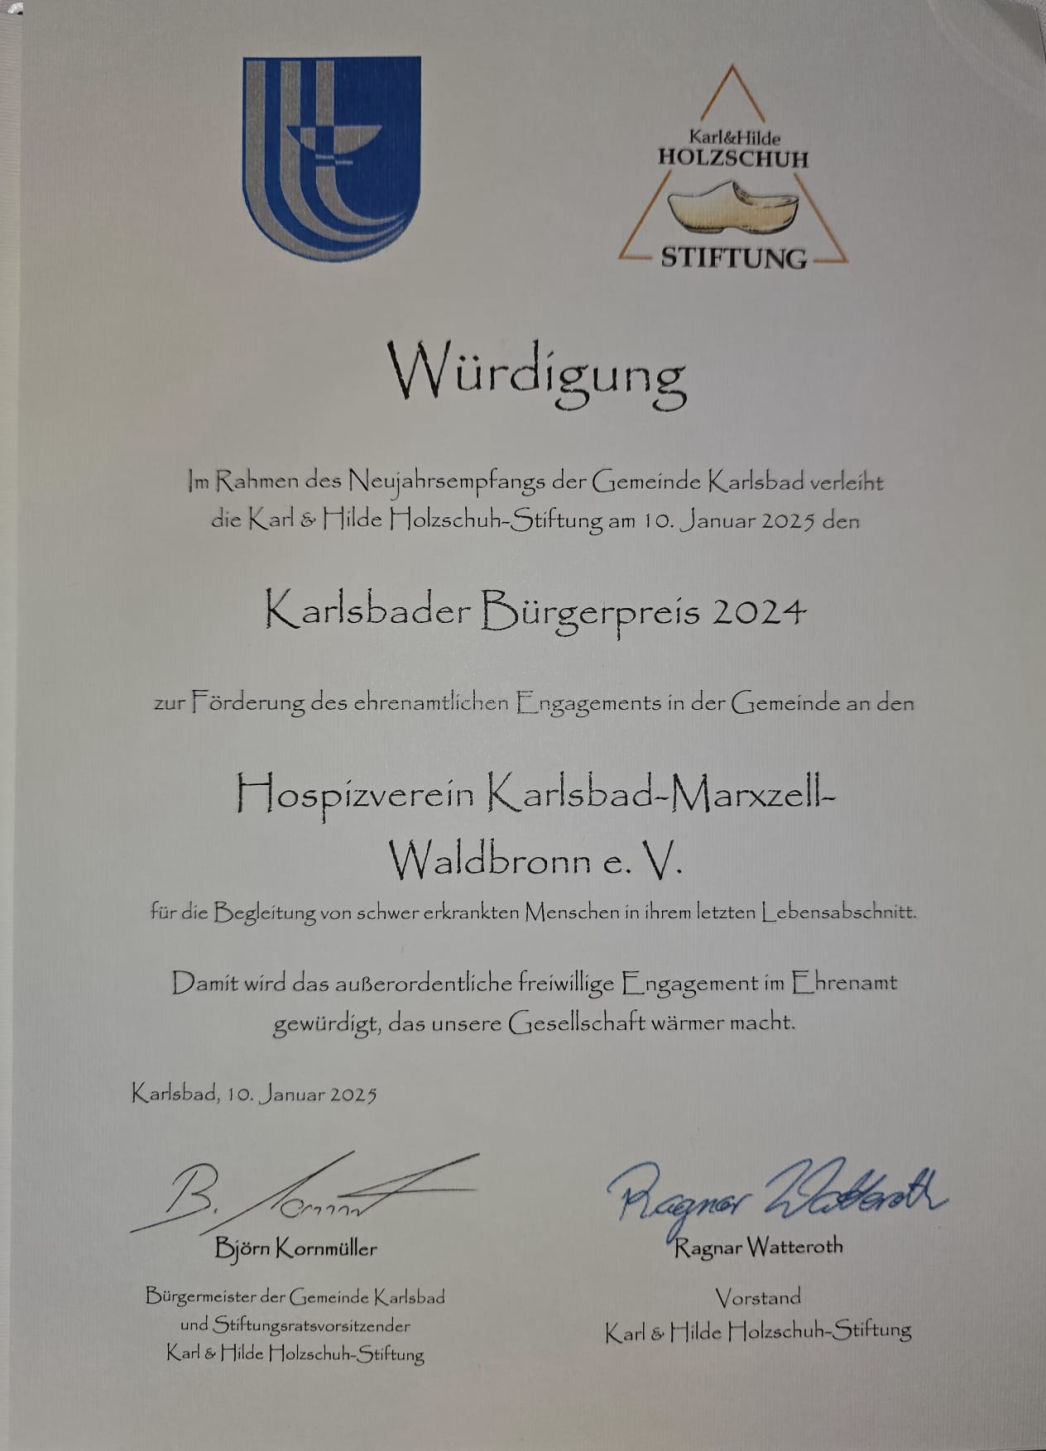 Karl&Hilde
HOLZSCHUH
STIFTUNG
Würdigung
Im Rahmen des Neujahrsempfangs der Gemeinde Karlsbad verleiht
die Karl & Hilde Holzschuh-Stiftung am 10. Januar 2025 den
Karlsbader Bürgerpreis 2024
zur Förderung des ehrenamtlichen Engagements in der Gemeinde an den
Hospizverein Karlsbad-Marxzell-
Waldbronn e. V.
für die Begleitung von schwer erkrankten Menschen in ihrem letzten Lebensabschnitt.
Damit wird das außerordentliche freiwillige Engagement im Ehrenamt
gewürdigt, das unsere Gesellschaft wärmer macht.
Karlsbad, 10. Januar 2025
B. Kornmüller
Ragnar Watteroth
Björn Kornmüller
Ragnar Watteroth
Bürgermeister der Gemeinde Karlsbad
und Stiftungsratsvorsitzender
Karl & Hilde Holzschuh-Stiftung
Vorstand
Karl & Hilde Holzschuh-Stiftung